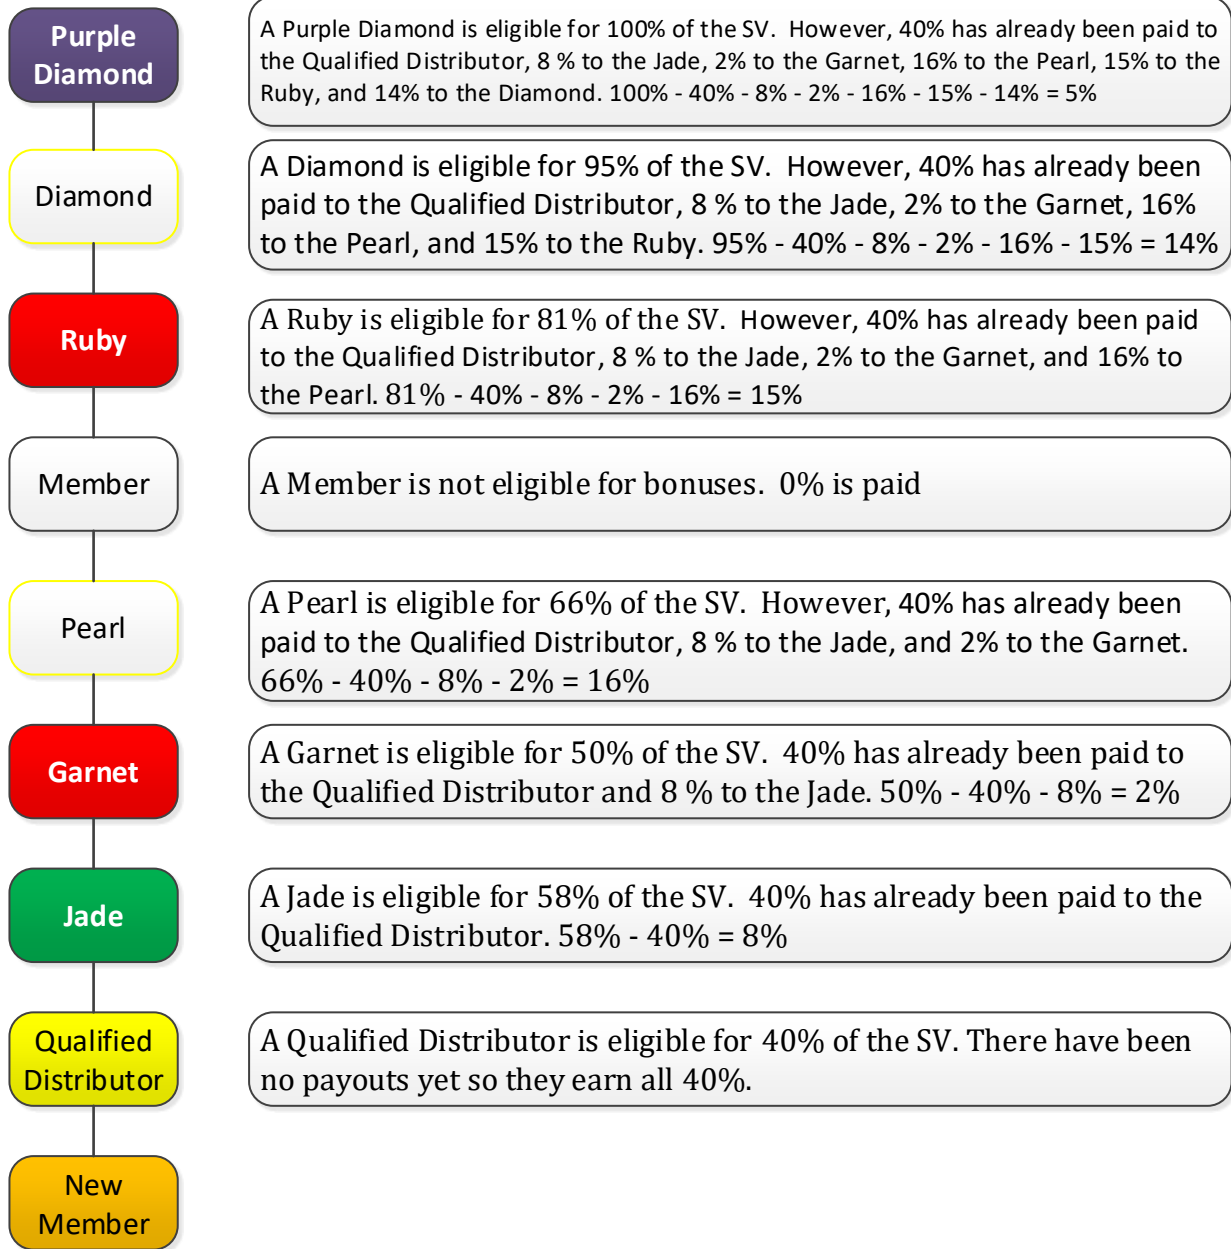 Purple
Diamond
A Purple Diamond is eligible for 100% of the SV.  However, 40% has already been paid to
the Qualified Distributor, 8 % to the Jade, 2% to the Garnet, 16% to the Pearl, 15% to the
Ruby, and 14% to the Diamond. 100% - 40% - 8% - 2% - 16% - 15% - 14% = 5%
Diamond
A Diamond is eligible for 95% of the SV.  However, 40% has already been
paid to the Qualified Distributor, 8 % to the Jade, 2% to the Garnet, 16%
to the Pearl, and 15% to the Ruby. 95% - 40% - 8% - 2% - 16% - 15% = 14%
Ruby
A Ruby is eligible for 81% of the SV.  However, 40% has already been paid
to the Qualified Distributor, 8 % to the Jade, 2% to the Garnet, and 16% to
the Pearl. 81% - 40% - 8% - 2% - 16% = 15%
Member
A Member is not eligible for bonuses.  0% is paid
Pearl
A Pearl is eligible for 66% of the SV.  However, 40% has already been
paid to the Qualified Distributor, 8 % to the Jade, and 2% to the Garnet.
66% - 40% - 8% - 2% = 16%
Garnet
A Garnet is eligible for 50% of the SV.  40% has already been paid to
the Qualified Distributor and 8 % to the Jade. 50% - 40% - 8% = 2%
Jade
A Jade is eligible for 58% of the SV.  40% has already been paid to the
Qualified Distributor. 58% - 40% = 8%
Qualified
Distributor
A Qualified Distributor is eligible for 40% of the SV. There have been
no payouts yet so they earn all 40%.
New
Member